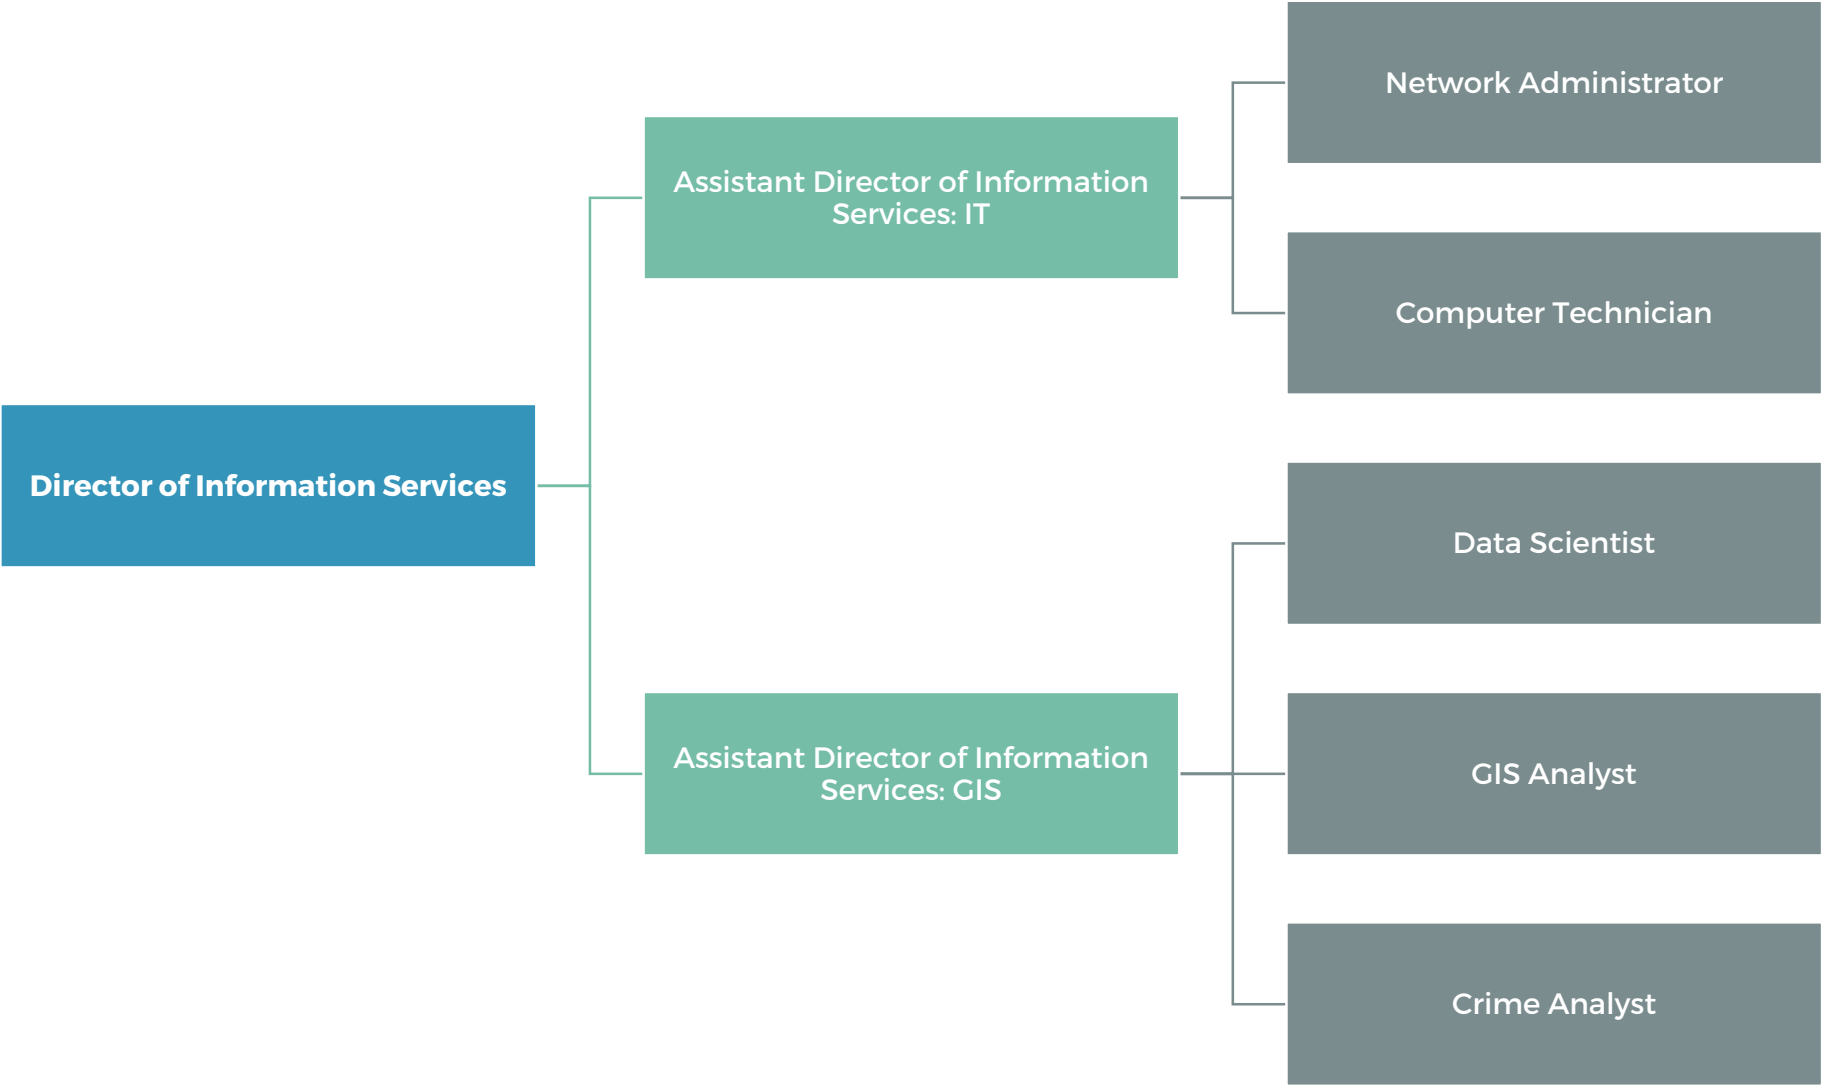 Network Administrator
Assistant Director of Information
Services: IT
Computer Technician
Director of Information Services
Data Scientist
Assistant Director of Information
Services: GIS
GIS Analyst
Crime Analyst